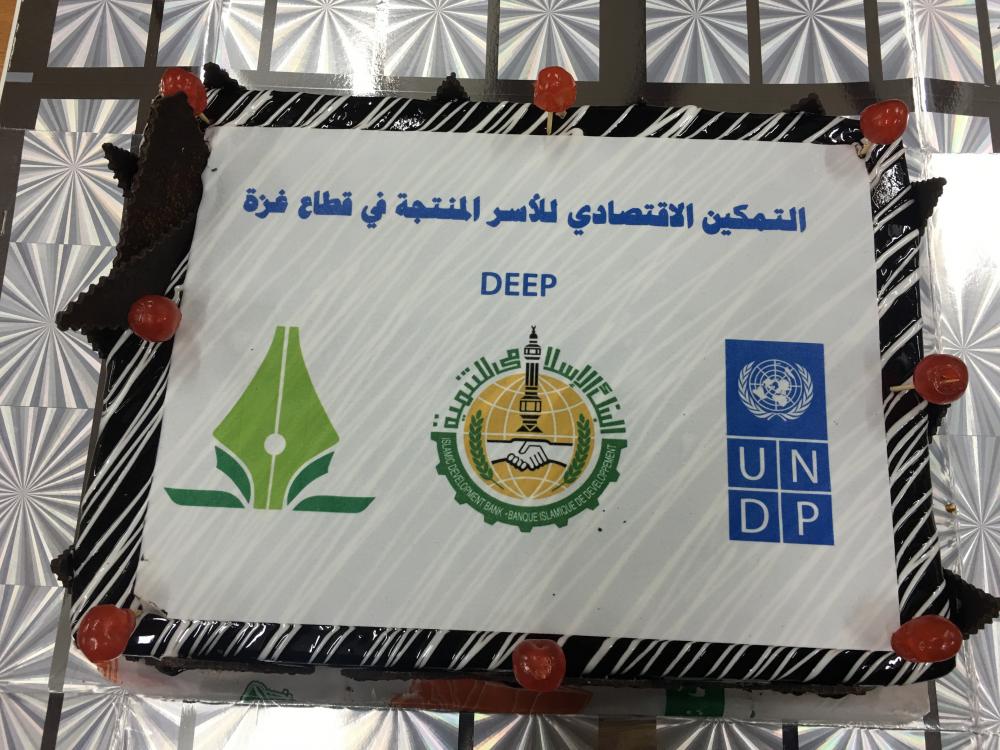 التمكين الاقتصادي للأسر المنتجة في قطاع غزة
DEEP
البنك الإسلامي للتنمية
ISLAMIC DEVELOPMENT BANK - BANQUE ISLAMIQUE DE DEVELOPPEMENT
UN
DP